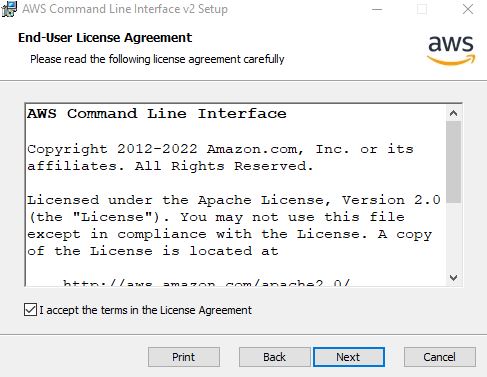 AWS Command Line Interface v2 Setup
End-User License Agreement
Please read the following license agreement carefully
aws
AWS Command Line Interface
Copyright 2012-2022 Amazon.com, Inc. or its
affiliates. All Rights Reserved.
Licensed under the Apache License, Version 2.0
(the "License"). You may not use this file
except in compliance with the License. A copy
of the License is located at
http://aws.amazon.com/apache2.0/
I accept the terms in the License Agreement
Print Back Next Cancel